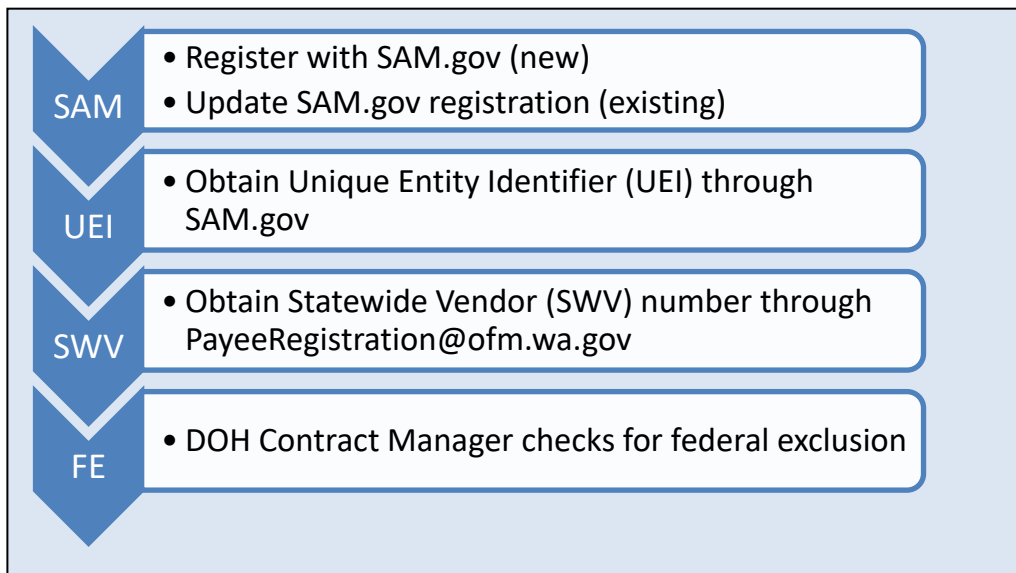 SAM
• Register with SAM.gov (new)
• Update SAM.gov registration (existing)
UEI
• Obtain Unique Entity Identifier (UEI) through
SAM.gov
SWV
• Obtain Statewide Vendor (SWV) number through
PayeeRegistration@ofm.wa.gov
FE
• DOH Contract Manager checks for federal exclusion